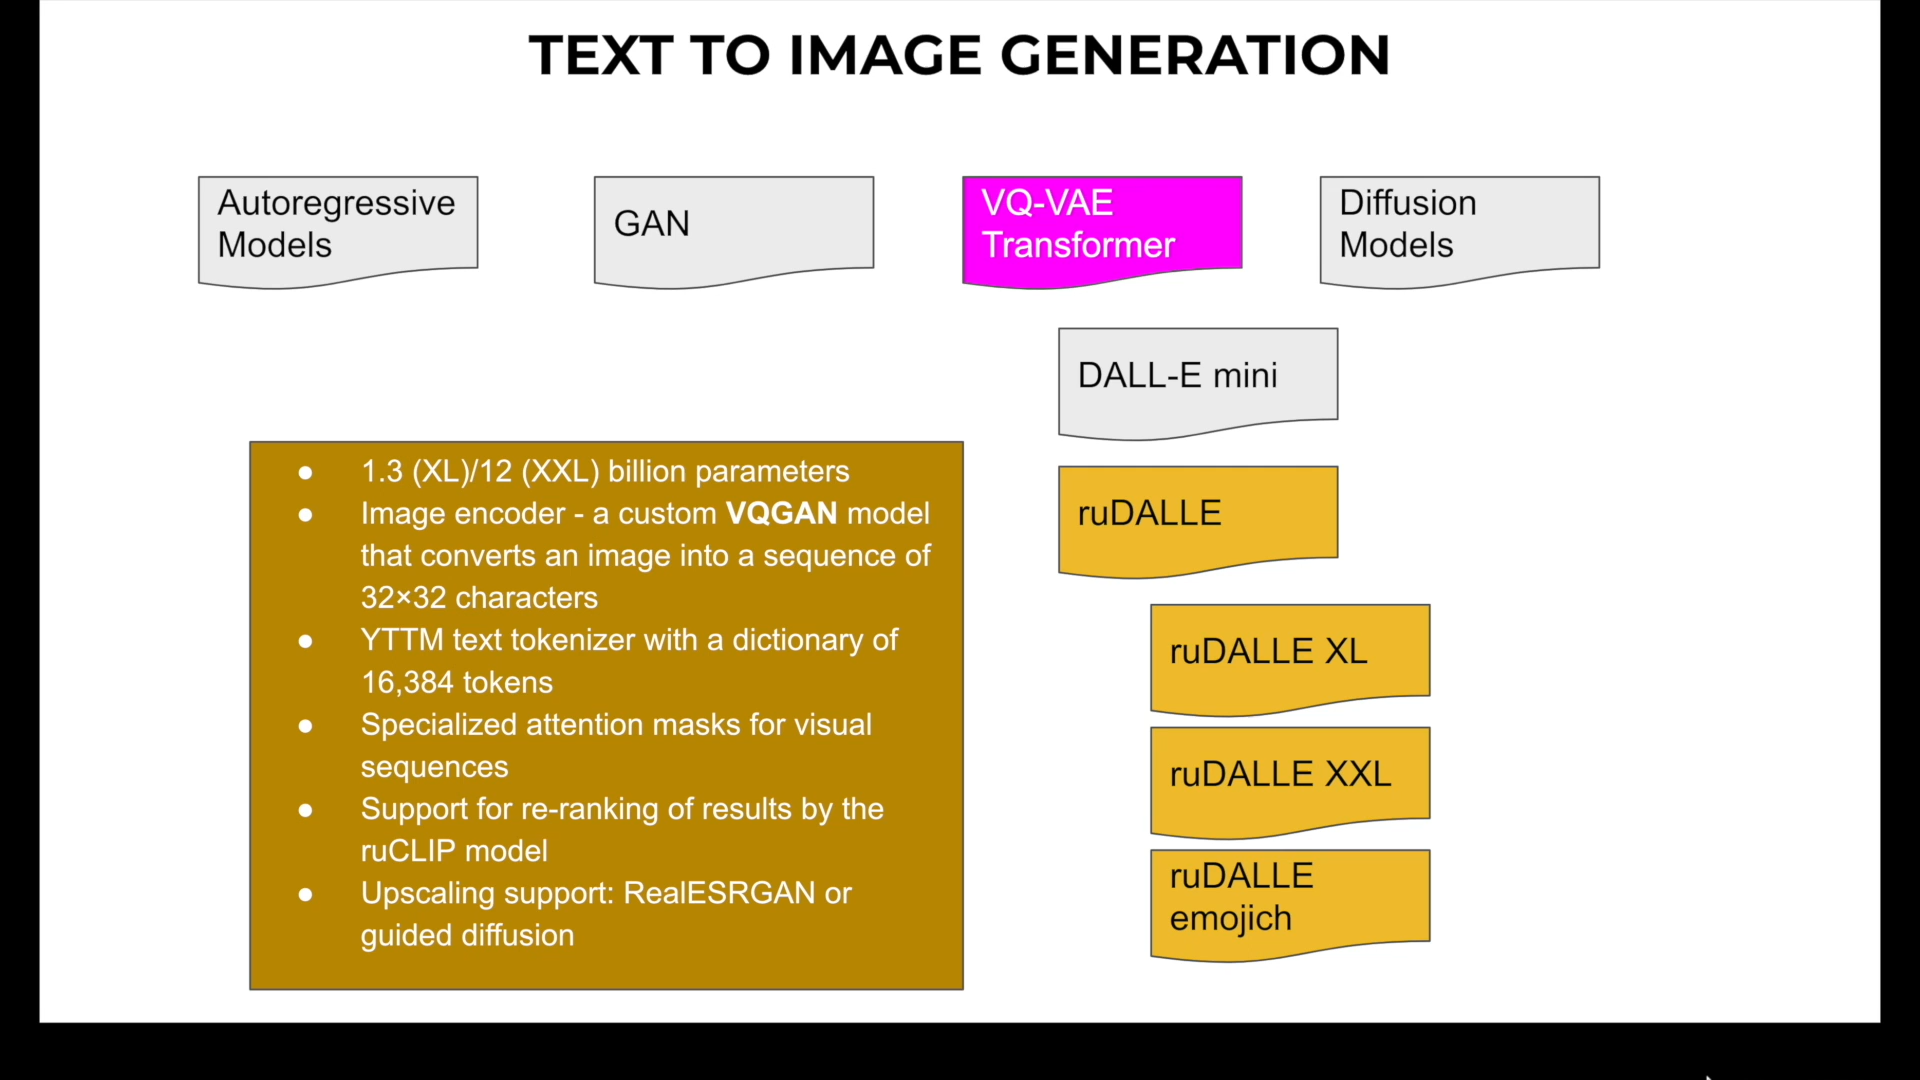 TEXT TO IMAGE GENERATION
Autoregressive
Models
GAN
VQ-VAE
Transformer
Diffusion
Models
DALL-E mini
ruDALLE
ruDALLE XL
ruDALLE XXL
ruDALLE
emojich
● 1.3 (XL)/12 (XXL) billion parameters
● Image encoder - a custom VQGAN model
that converts an image into a sequence of
32×32 characters
● YTTM text tokenizer with a dictionary of
16,384 tokens
● Specialized attention masks for visual
sequences
● Support for re-ranking of results by the
ruCLIP model
● Upscaling support: RealESRGAN or
guided diffusion